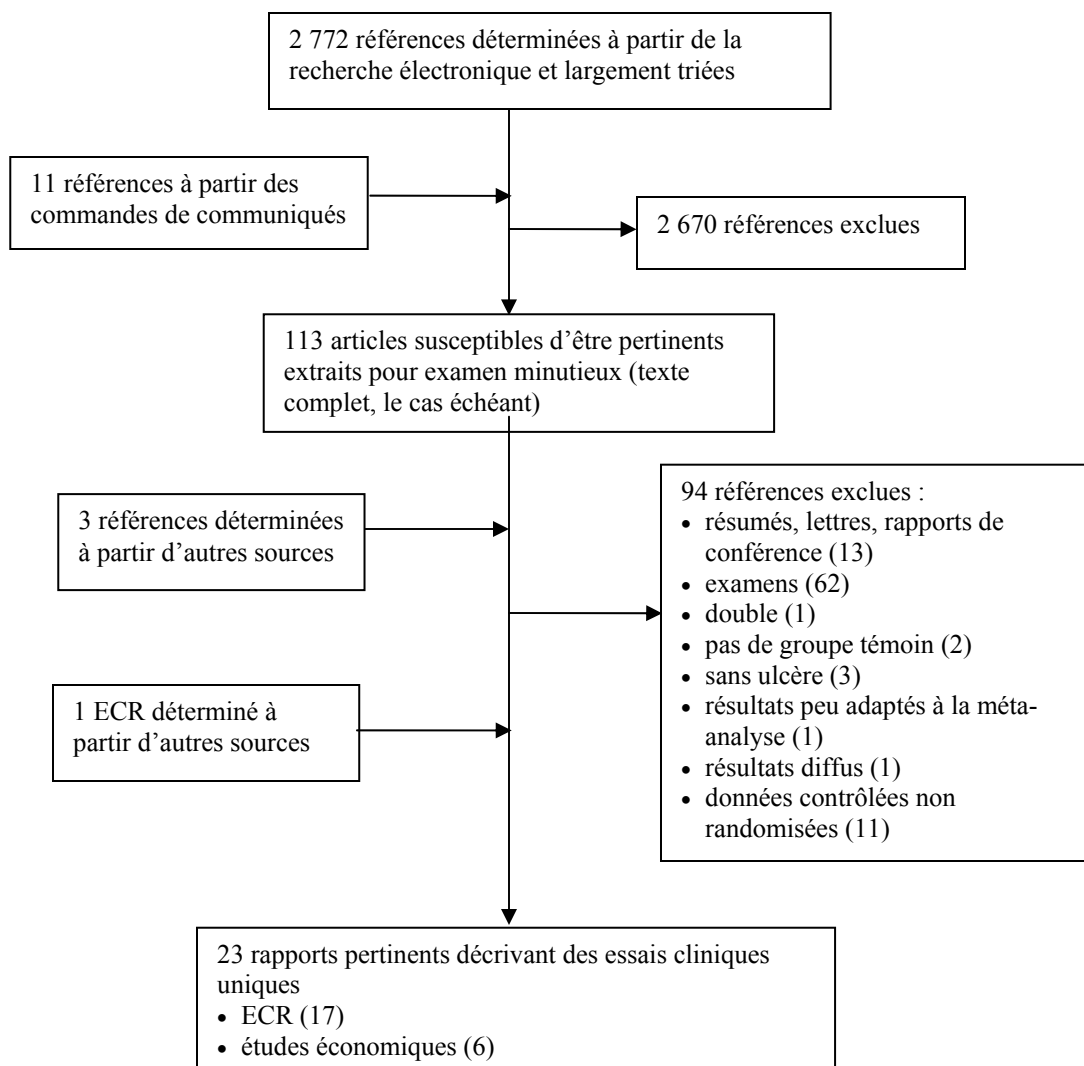 2 772 références déterminées à partir de la
recherche électronique et largement triées
11 références à partir des
commandes de communiqués
2 670 références exclues
113 articles susceptibles d’être pertinents
extraits pour examen minutieux (texte
complet, le cas échéant)
3 références déterminées
à partir d’autres sources
94 références exclues :
• résumés, lettres, rapports de
conférence (13)
• examens (62)
• double (1)
• pas de groupe témoin (2)
• sans ulcère (3)
• résultats peu adaptés à la méta-
analyse (1)
• résultats diffus (1)
• données contrôlées non
randomisées (11)
1 ECR déterminé à
partir d’autres sources
23 rapports pertinents décrivant des essais cliniques
uniques
• ECR (17)
• études économiques (6)